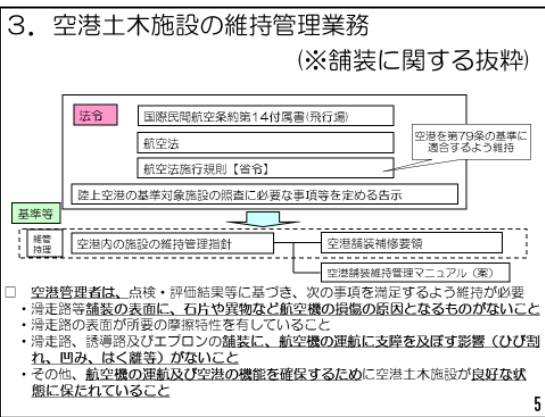 3．空港土木施設の維持管理業務
(※舗装に関する抜粋)
法令
国際民間航空条約第14付属書(飛行場)
航空法
航空法施行規則【省令】
空港を第79条の基準に
適合するよう維持
陸上空港の基準対象施設の照査に必要な事項等を定める告示
基準等
維管
持理
空港内の施設の維持管理指針
空港舗装補修要領
空港舗装維持管理マニュアル（案）
□ 空港管理者は、点検・評価結果等に基づき、次の事項を満足するよう維持が必要
・滑走路等舗装の表面に、石片や異物など航空機の損傷の原因となるものがないこと
・滑走路の表面が所要の摩擦特性を有していること
・滑走路、誘導路及びエプロンの舗装に、航空機の運航に支障を及ぼす影響（ひび割
れ、凹み、はく離等）がないこと
・その他、航空機の運航及び空港の機能を確保するために空港土木施設が良好な状
態に保たれていること
5